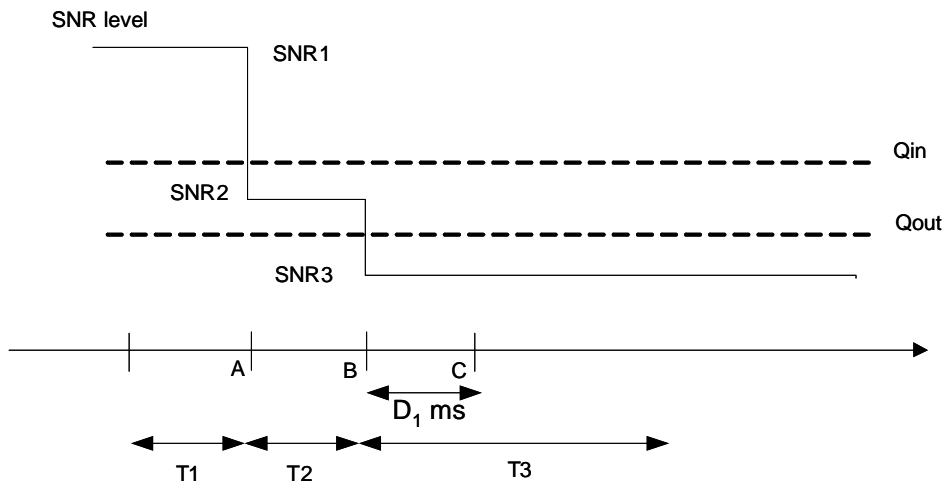 SNR level
SNR1
Qin
SNR2
Qout
SNR3
A
B
C
D₁ ms
T1
T2
T3